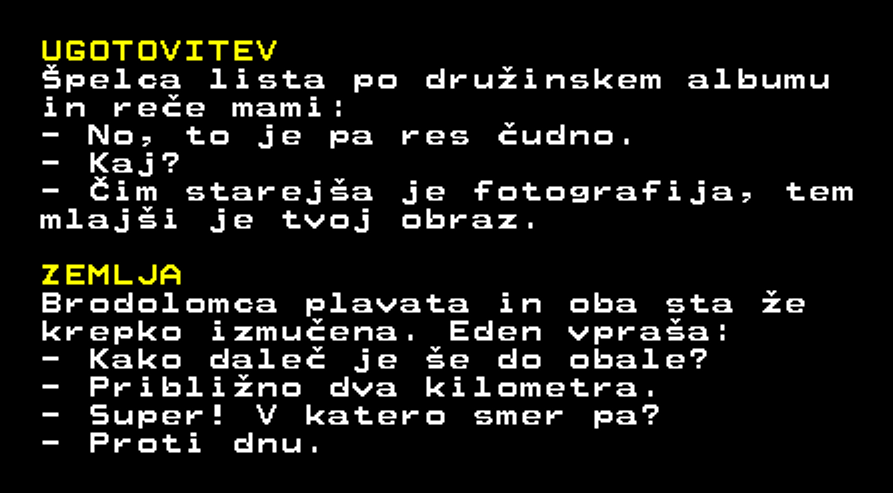 UGOTOVITEV
Špelca lista po družinskem albumu
in reče mami:
- No, to je pa res čudno.
- Kaj?
- Čim starejša je fotografija, tem
mlajši je tvoj obraz.
ZEMLJA
Brodolomca plavata in oba sta že
krepko izmučena. Eden vpraša:
- Kako daleč je še do obale?
- Približno dva kilometra.
- Super! V katero smer pa?
- Proti dnu.